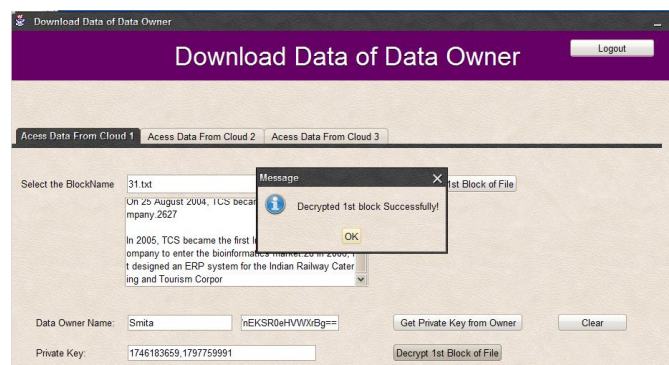 Download Data of Data Owner
Download Data of Data Owner
Logout
Acess Data From Cloud 1 Acess Data From Cloud 2 Acess Data From Cloud 3
Select the BlockName 31.txt
Message
1st Block of File
On 25 August 2004, TCS becar
mpany.2627
Decrypted 1st block Successfully!
OK
In 2005, TCS became the first
ompany to enter the bioinformatics market.28 In 2006,
t designed an ERP system for the Indian Railway Cater
ing and Tourism Corpor
Data Owner Name: Smita nEKSR0eHVWXrBg== Get Private Key from Owner Clear
Private Key: 1746183659,1797759991 Decrypt 1st Block of File